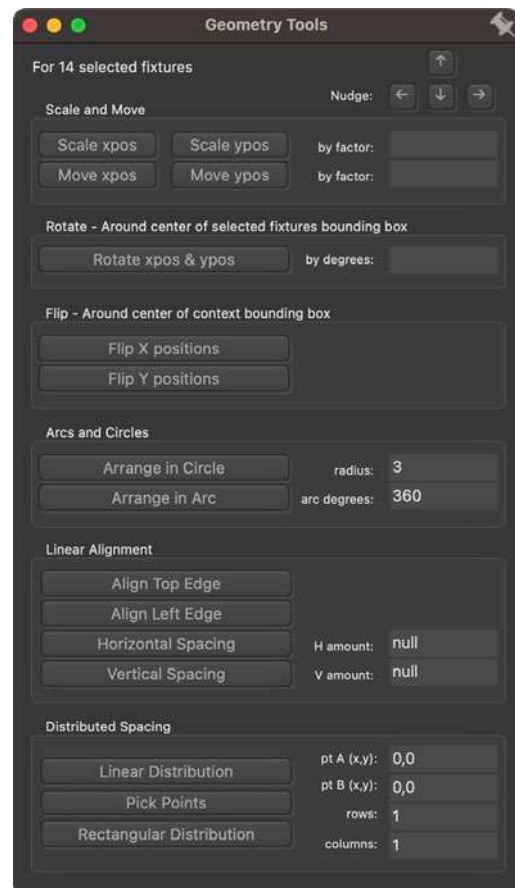 Geometry Tools
For 14 selected fixtures
↑
Nudge: ← ↓ →
Scale and Move
Scale xpos Scale ypos by factor:
Move xpos Move ypos by factor:
Rotate - Around center of selected fixtures bounding box
Rotate xpos & ypos by degrees:
Flip - Around center of context bounding box
Flip X positions
Flip Y positions
Arcs and Circles
Arrange in Circle radius: 3
Arrange in Arc arc degrees: 360
Linear Alignment
Align Top Edge
Align Left Edge
Horizontal Spacing H amount: null
Vertical Spacing V amount: null
Distributed Spacing
pt A (x,y): 0,0
Linear Distribution pt B (x,y): 0,0
Pick Points rows: 1
Rectangular Distribution columns: 1